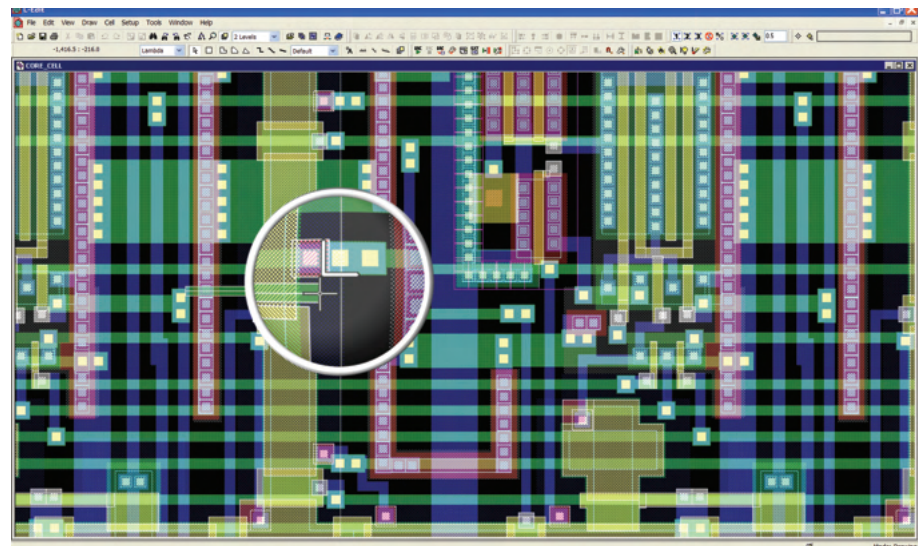 L-Edit
File Edit View Draw Cell Setup Tools Window Help
2 Levels
0.5
-1,416.5 : -216.0
Lambda
Default
CORE_CELL